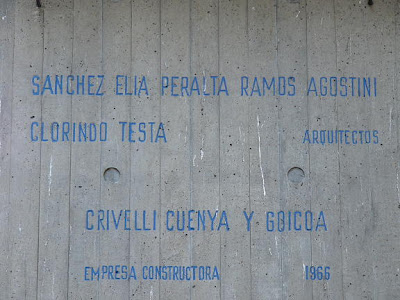 SANCHEZ ELIA PERALTA RAMOS AGOSTINI
CLORINDO TESTA ARQUITECTOS
CRIVELLI CUENYA Y GOICOA
EMPRESA CONSTRUCTORA 1966